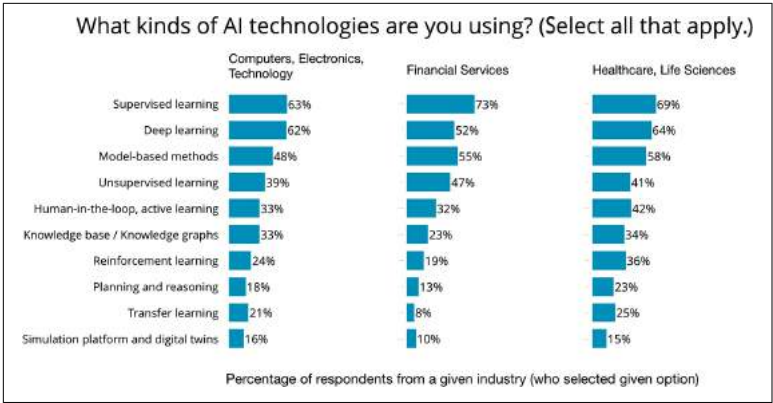 What kinds of AI technologies are you using? (Select all that apply.)
Computers, Electronics,
Technology
Financial Services
Healthcare, Life Sciences
Supervised learning 63% 73% 69%
Deep learning 62% 52% 64%
Model-based methods 48% 55% 58%
Unsupervised learning 39% 47% 41%
Human-in-the-loop, active learning 33% 32% 42%
Knowledge base / Knowledge graphs 33% 23% 34%
Reinforcement learning 24% 19% 36%
Planning and reasoning 18% 13% 23%
Transfer learning 21% 8% 25%
Simulation platform and digital twins 16% 10% 15%
Percentage of respondents from a given industry (who selected given option)